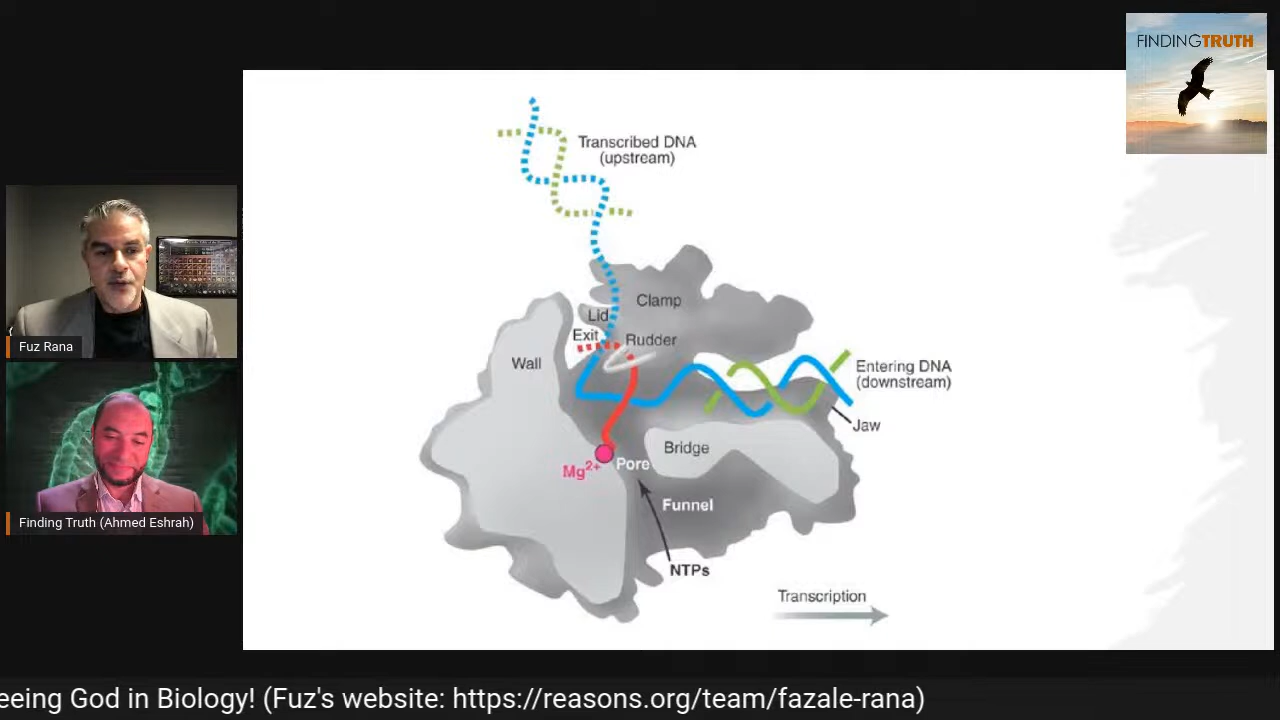 FINDINGTRUTH
Transcribed DNA
(upstream)
Clamp
Lid
Exit
Rudder
Wall
Entering DNA
(downstream)
Jaw
Bridge
Mg2+
Pore
Funnel
NTPs
Transcription
Fuz Rana
Finding Truth (Ahmed Eshrah)
eeing God in Biology! (Fuz's website: https://reasons.org/team/fazale-rana)